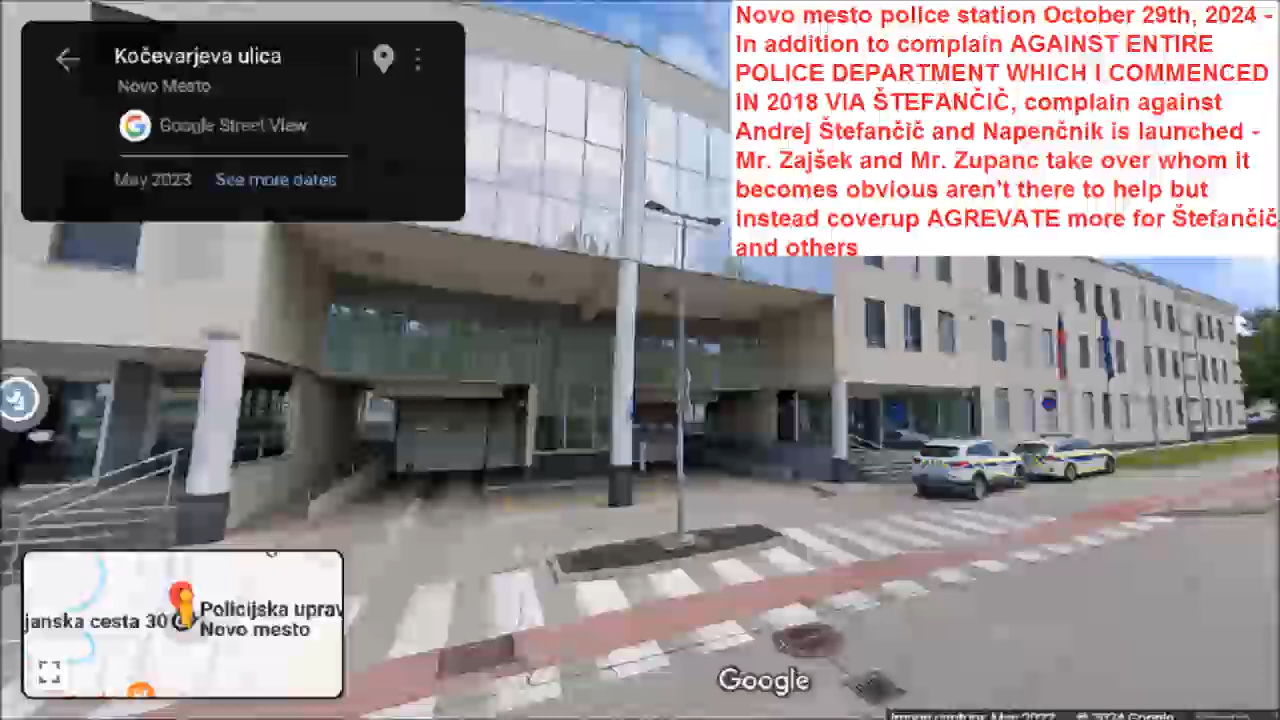 Kočevarjeva ulica
Novo Mesto
Google Street View
May 2023
See more dates
Novo mesto police station October 29th, 2024 -
In addition to complain AGAINST ENTIRE
POLICE DEPARTMENT WHICH I COMMENCED
IN 2018 VIA ŠTEFANČIČ, complain against
Andrej Štefančič and Napenčnik is launched -
Mr. Zajšek and Mr. Zupanc take over whom it
becomes obvious aren't there to help but
instead coverup AGREVATE more for Štefančič
and others
janska cesta 30
Policijska uprav
Novo mesto
Google